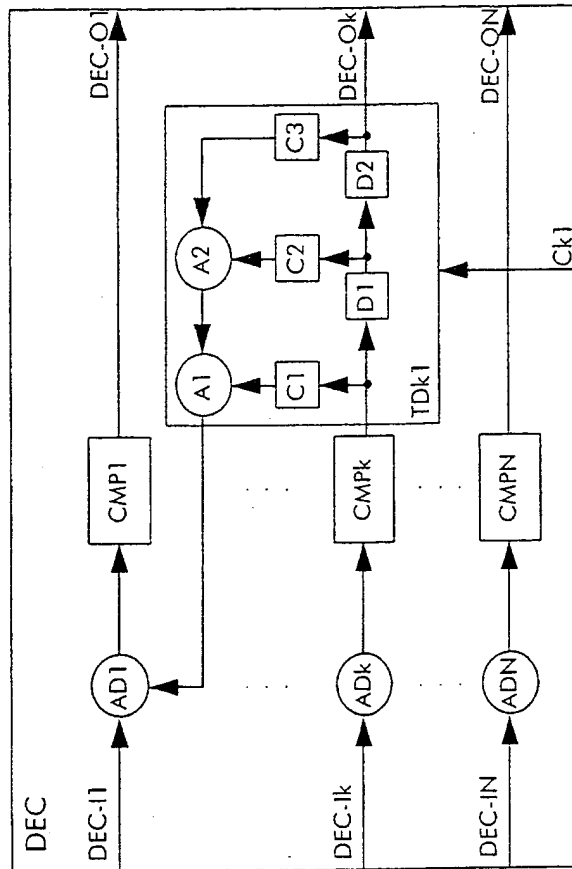 DEC
DEC-I1
AD1
CMP1
DEC-O1
A1
A2
C1
C2
C3
D1
D2
TDk1
DEC-Ik
ADk
CMPk
DEC-Ok
DEC-IN
ADN
CMPN
DEC-ON
Ck1